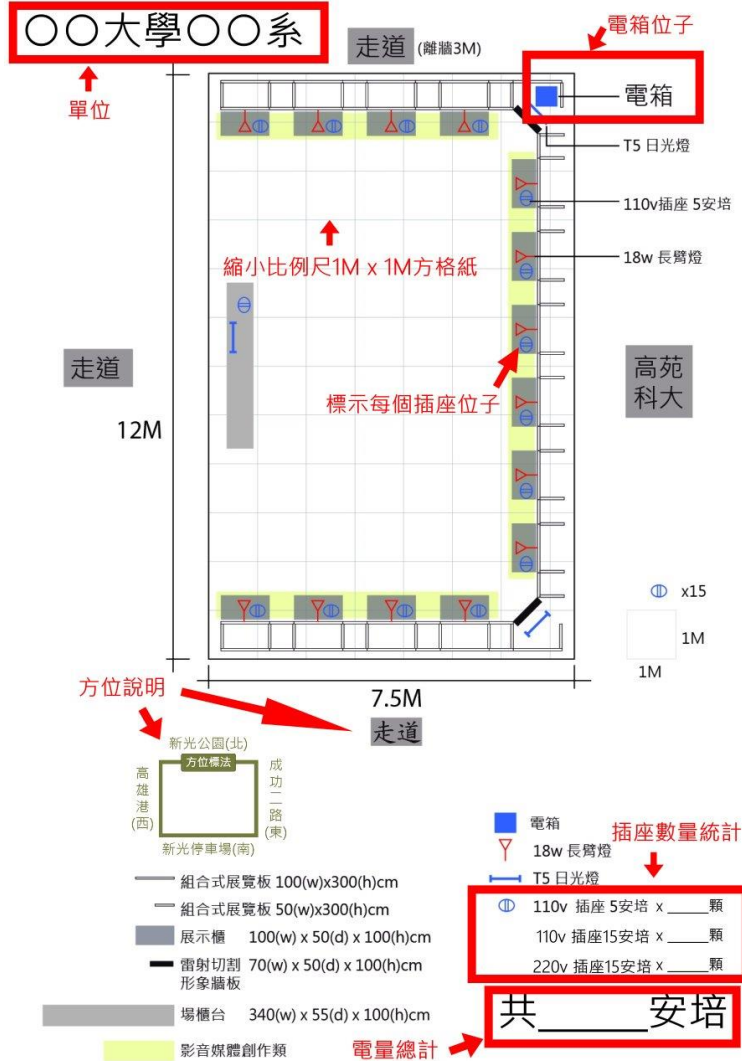 〇〇大學〇〇系
單位
走道 (離牆3M)
電箱位子
電箱
T5 日光燈
110v插座 5安培
18w 長臂燈
縮小比例尺1M x 1M方格紙
走道
12M
標示每個插座位子
高苑
科大
x15
1M
1M
7.5M
走道
方位說明
新光公園(北)
方位標法
高雄港(西)
成功二路(東)
新光停車場(南)
電箱
18w 長臂燈
T5 日光燈
插座數量統計
110v 插座 5安培 x _____顆
110v 插座15安培 x _____顆
220v 插座15安培 x _____顆
共______安培
電量總計
組合式展覽板 100(w)x300(h)cm
組合式展覽板 50(w)x300(h)cm
展示櫃 100(w) x 50(d) x 100(h)cm
雷射切割 70(w) x 50(d) x 100(h)cm
形象牆板
場櫃台 340(w) x 55(d) x 100(h)cm
影音媒體創作類